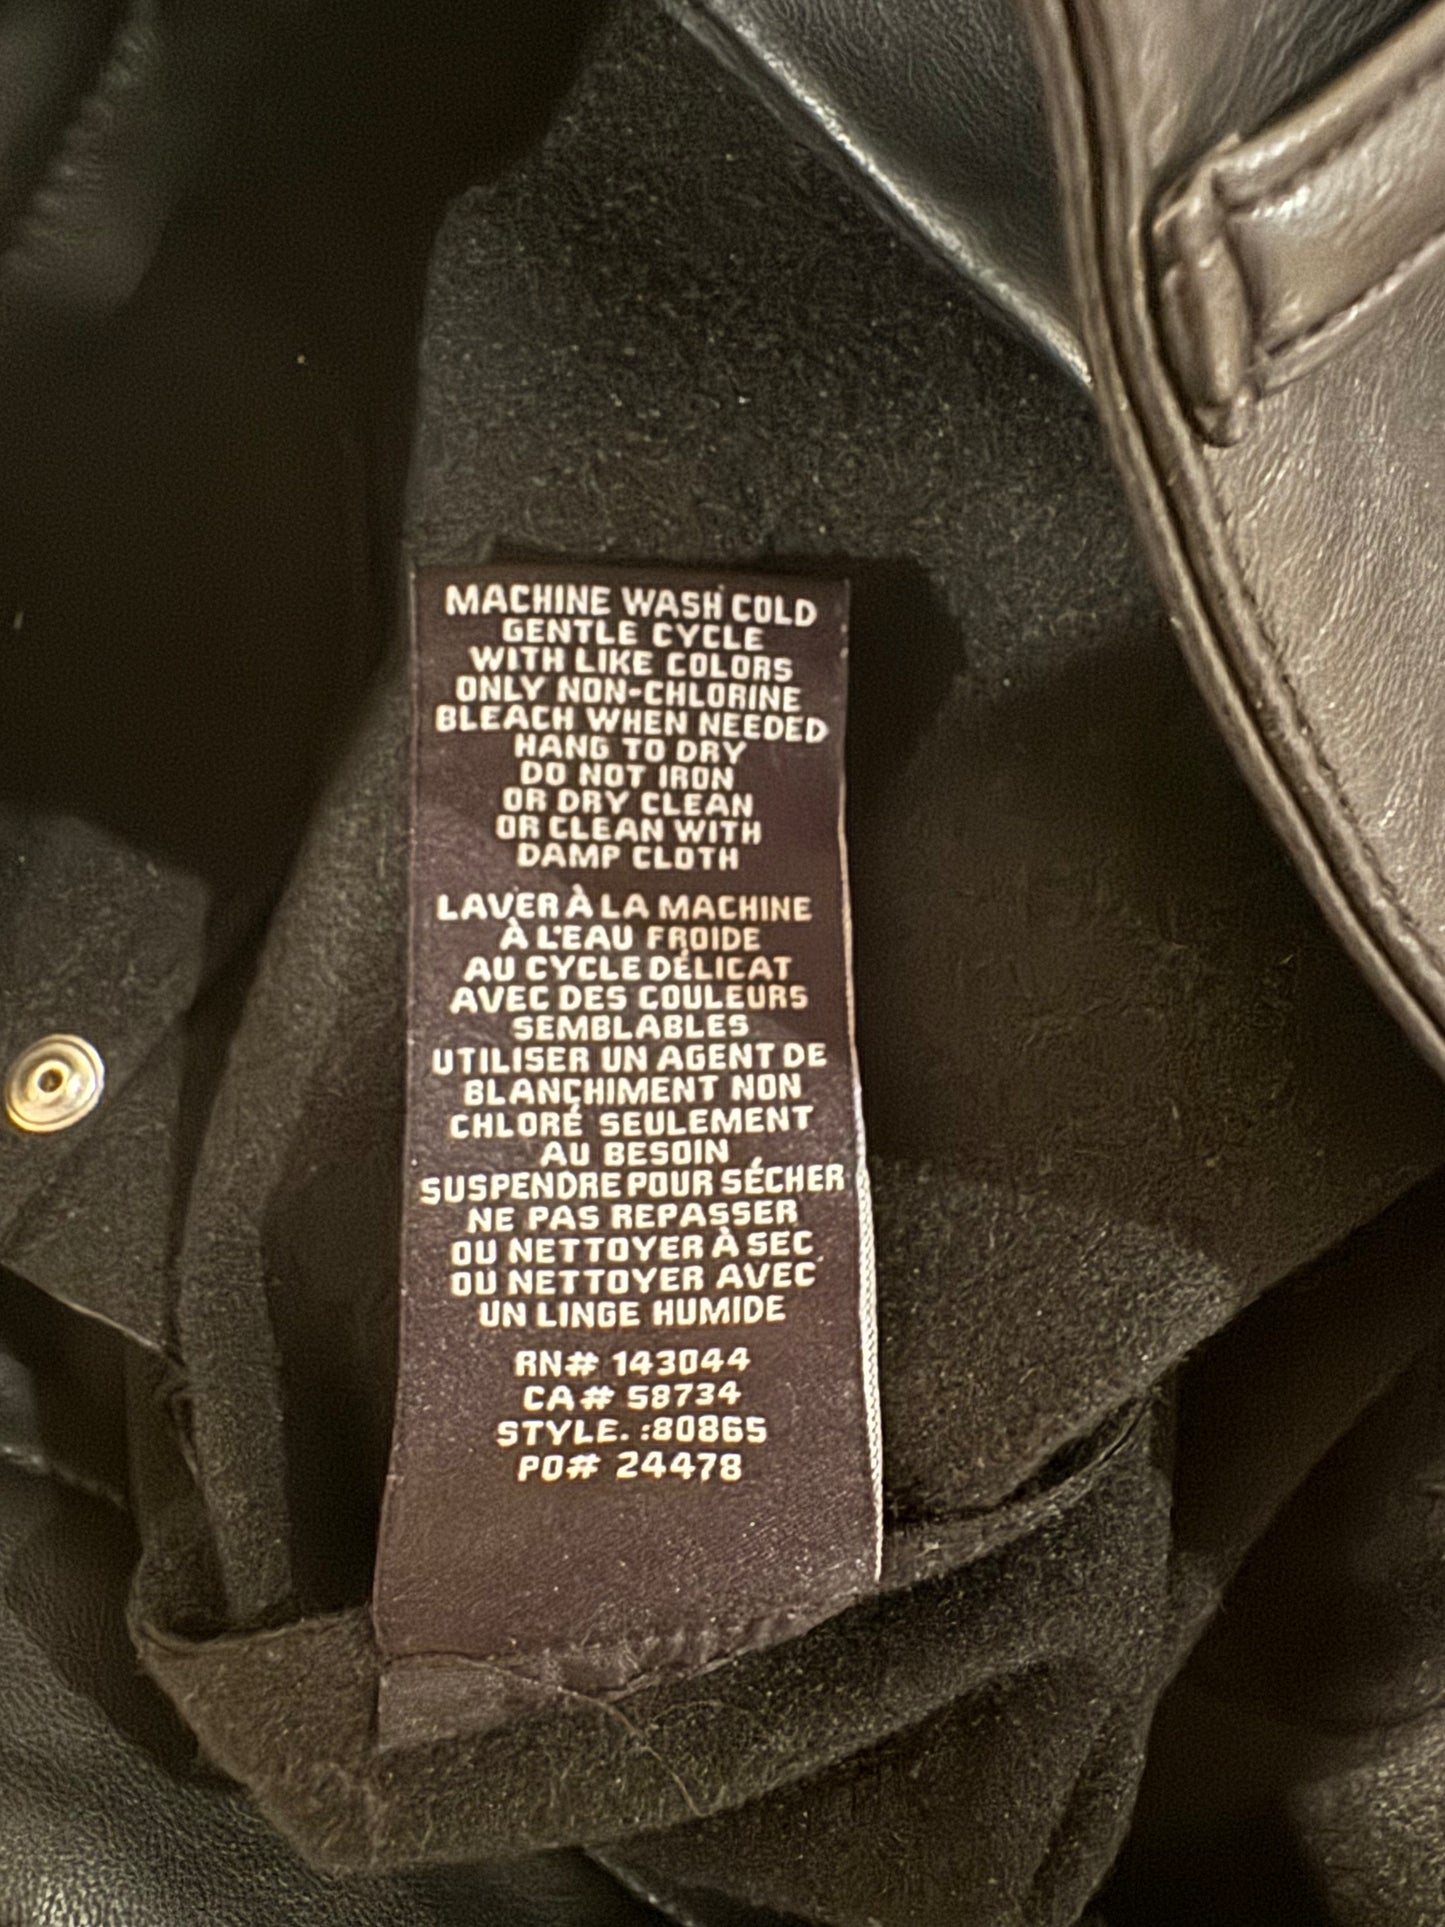 MACHINE WASH COLD
GENTLE CYCLE
WITH LIKE COLORS
ONLY NON-CHLORINE
BLEACH WHEN NEEDED
HANG TO DRY
DO NOT IRON
OR DRY CLEAN
OR CLEAN WITH
DAMP CLOTH
LAVER À LA MACHINE
À L'EAU FROIDE
AU CYCLE DÉLICAT
AVEC DES COULEURS
SEMBLABLES
UTILISER UN AGENT DE
BLANCHIMENT NON
CHLORÉ SEULEMENT
AU BESOIN
SUSPENDRE POUR SÉCHER
NE PAS REPASSER
OU NETTOYER À SEC
OU NETTOYER AVEC
UN LINGE HUMIDE
RN# 143044
CA# 58734
STYLE. :80865
PO# 24478